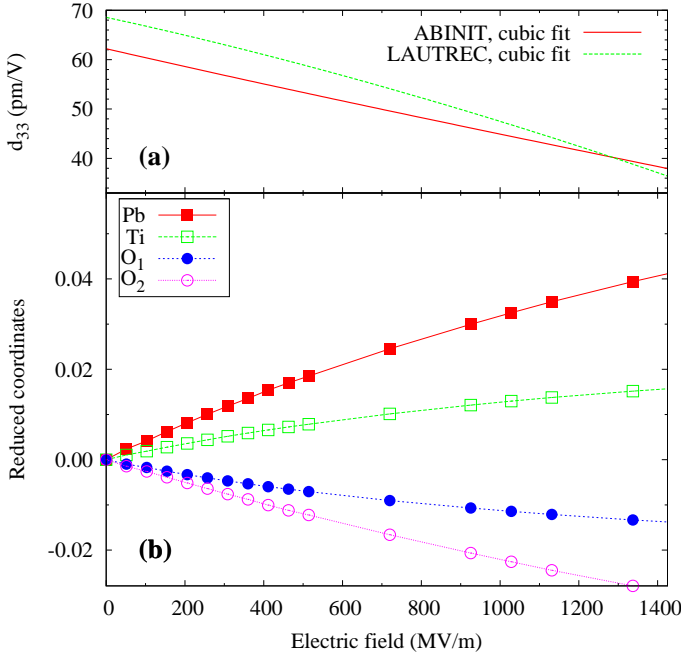 70
60
50
40
d33 (pm/V)
ABINIT, cubic fit
LAUTREC, cubic fit
(a)
Pb
Ti
O1
O2
0.04
0.02
0.00
-0.02
Reduced coordinates
(b)
0 200 400 600 800 1000 1200 1400
Electric field (MV/m)